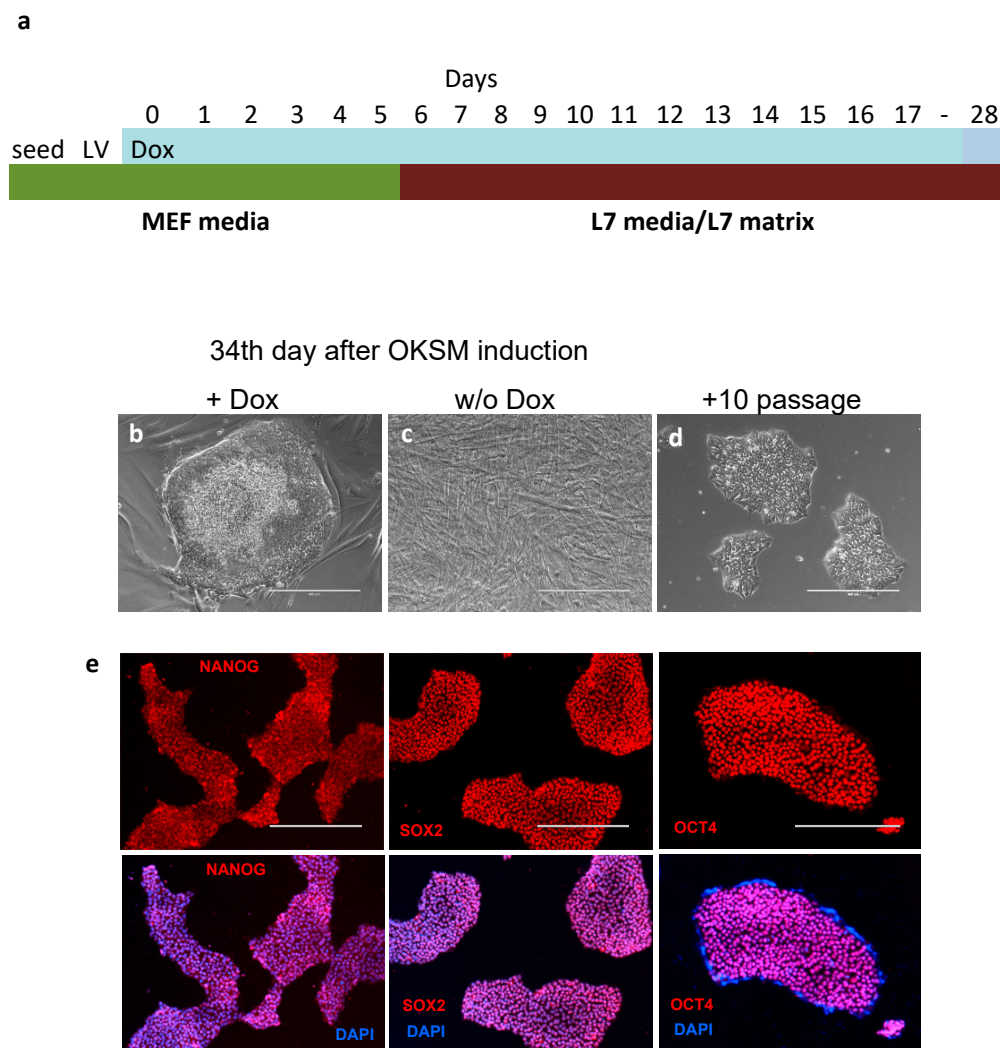 a
Days
0 1 2 3 4 5 6 7 8 9 10 11 12 13 14 15 16 17 - 28
seed LV Dox
MEF media L7 media/L7 matrix
34th day after OKSM induction
+ Dox w/o Dox +10 passage
b c d
e
NANOG SOX2 OCT4
NANOG DAPI SOX2 DAPI OCT4 DAPI